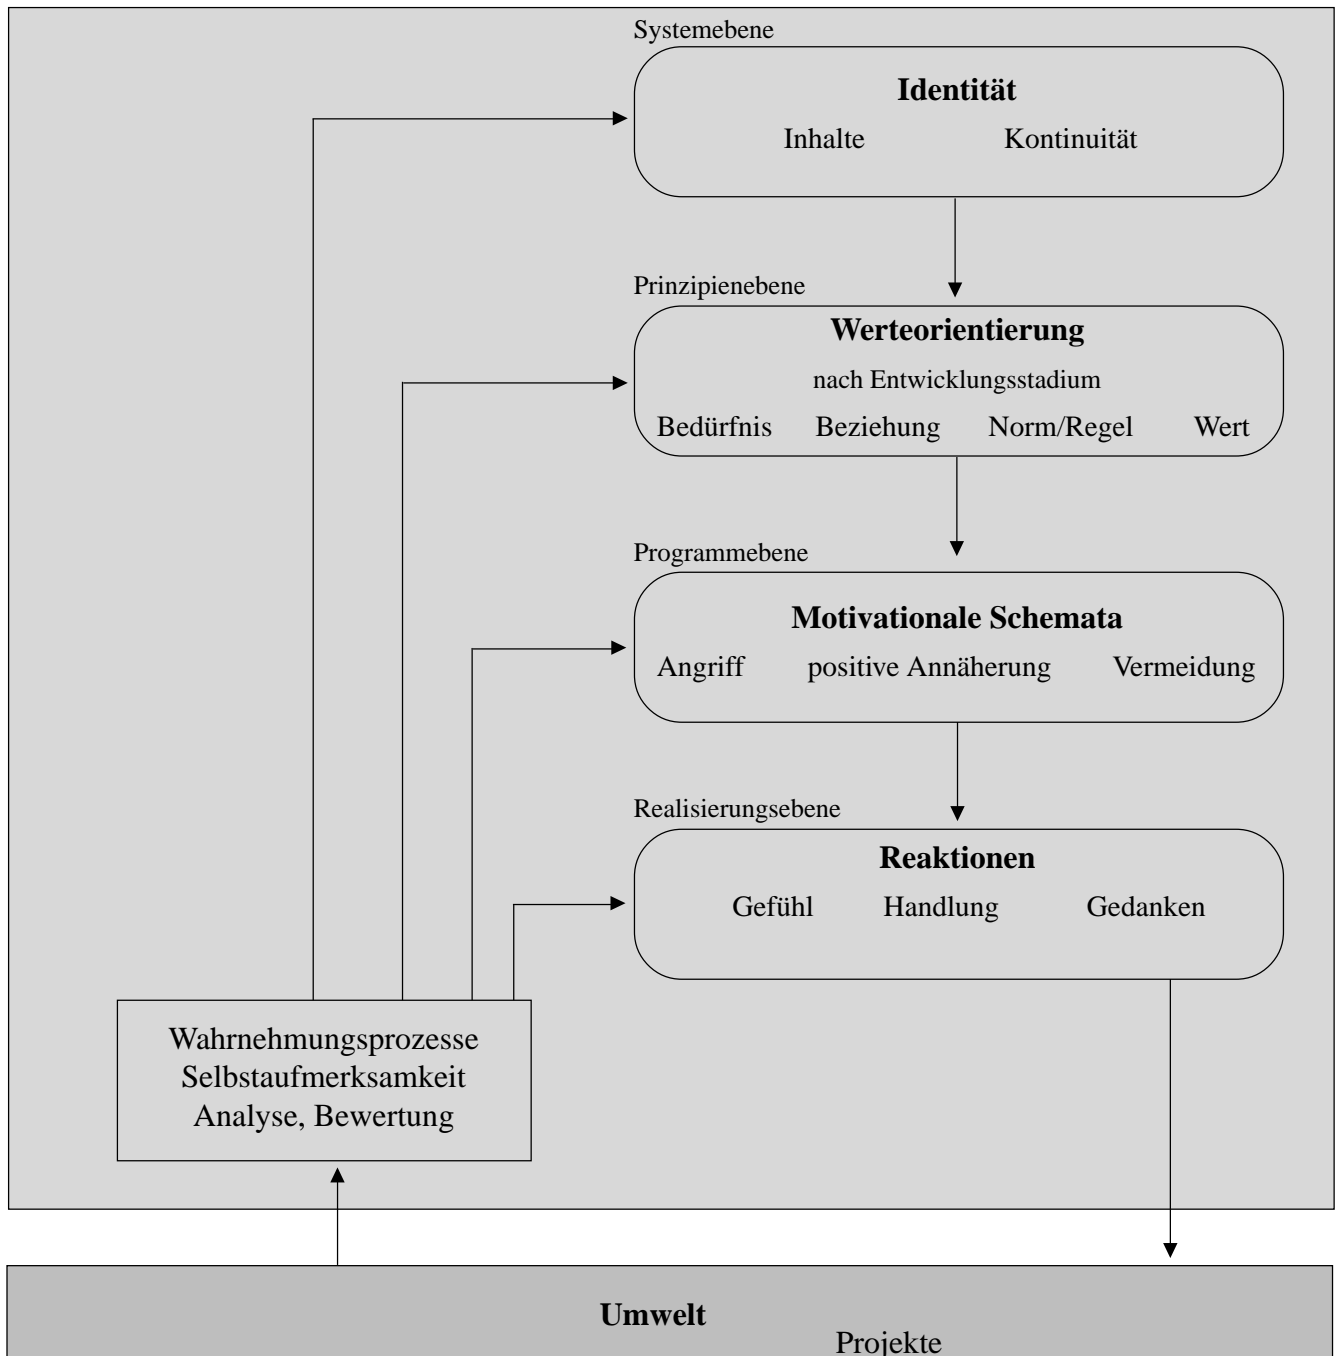 Systemebene
Identität
Inhalte Kontinuität
Prinzipienebene
Werteorientierung
nach Entwicklungsstadium
Bedürfnis Beziehung Norm/Regel Wert
Programmebene
Motivationale Schemata
Angriff positive Annäherung Vermeidung
Realisierungsebene
Reaktionen
Gefühl Handlung Gedanken
Wahrnehmungsprozesse
Selbstaufmerksamkeit
Analyse, Bewertung
Umwelt
Projekte